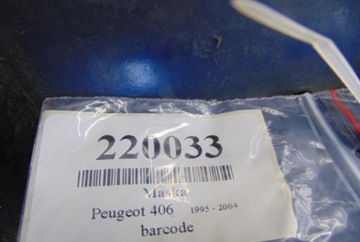 220033
Maska
Peugeot 406 1995 - 2004
barcode